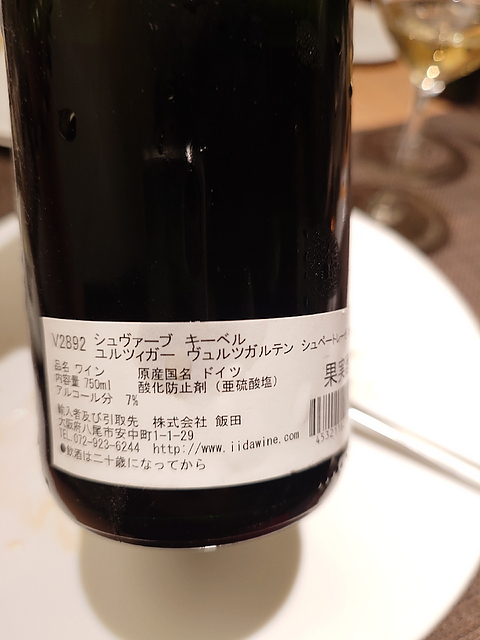 V2892 シュヴァーブ キーベル
ユルツィガー ヴュルツガルテン シュペートレー
品名 ワイン 原産国名 ドイツ
内容量 750ml 酸化防止剤（亜硫酸塩）
アルコール分 7%
果実
輸入者及び引取先 株式会社 飯田
大阪府八尾市安中町1-1-29
TEL.072-923-6244 http://www.iidawine.com
●飲酒は二十歳になってから